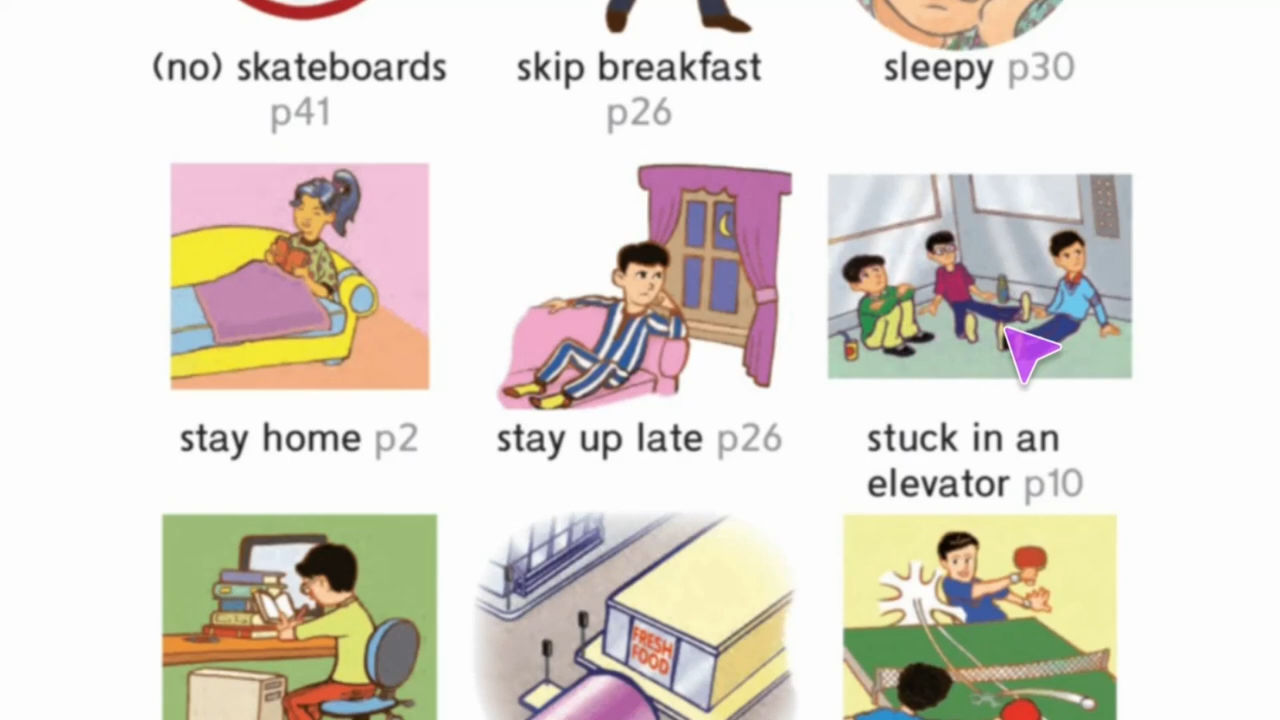 (no) skateboards
p41
skip breakfast
p26
sleepy p30
stay home p2
stay up late p26
stuck in an
elevator p10
FRESH
FOOD